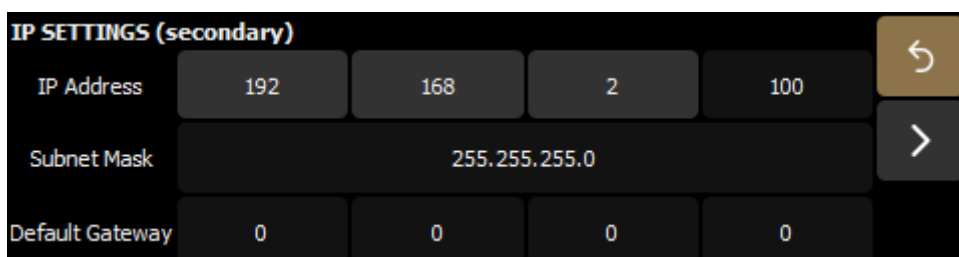 IP SETTINGS (secondary)
IP Address 192 168 2 100
Subnet Mask 255.255.255.0
Default Gateway 0 0 0 0